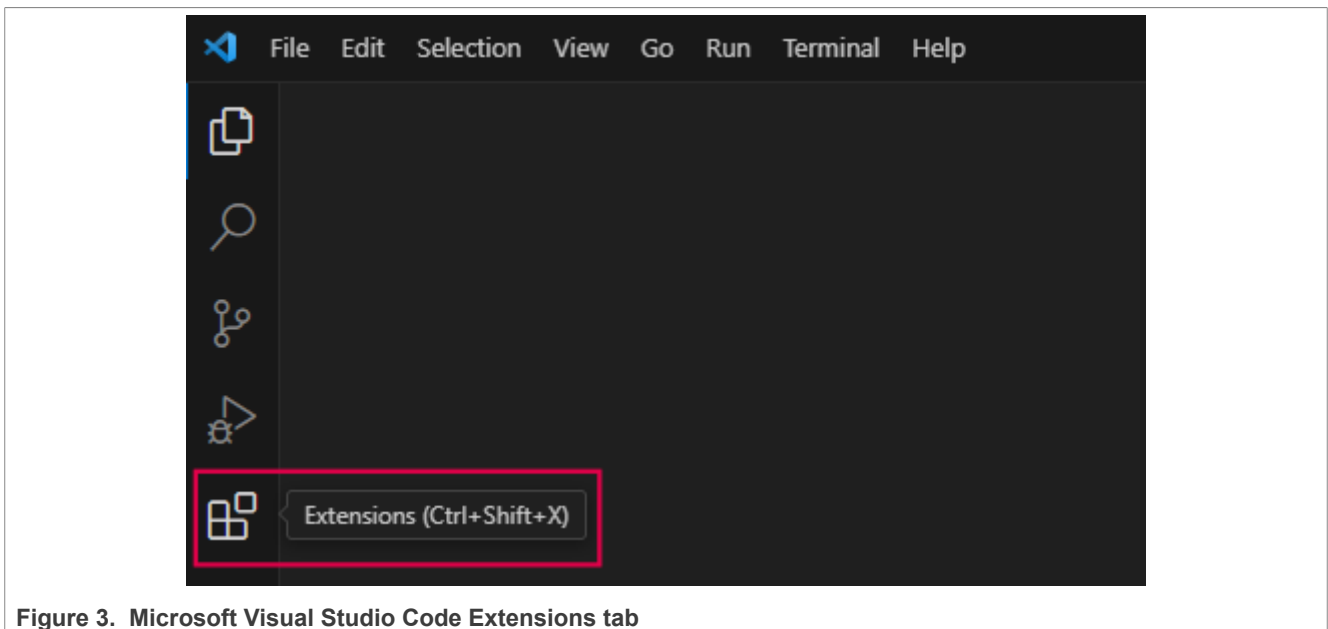 File Edit Selection View Go Run Terminal Help
Extensions (Ctrl+Shift+X)
Figure 3. Microsoft Visual Studio Code Extensions tab